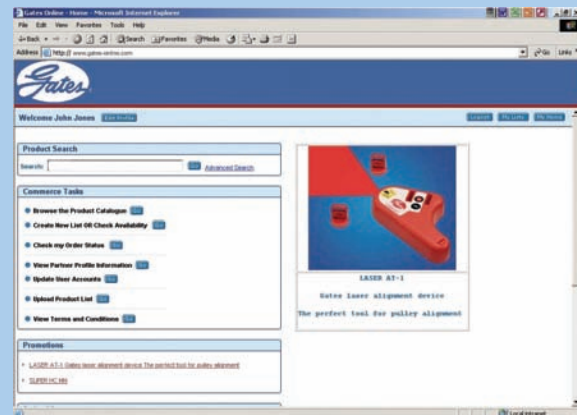 Gates Online - Home - Microsoft Internet Explorer
File Edit View Favorites Tools Help
Back Search Favorites Media
Address http:// www.gates-online.com Go Links
Gates
Welcome John Jones Edit Profile Logout My Lists My Home
Product Search
Search: Go Advanced Search
Commerce Tasks
Browse the Product Catalogue Go
Create New List OR Check Availability Go
Check my Order Status Go
View Partner Profile Information Go
Update User Accounts Go
Upload Product List Go
View Terms and Conditions Go
LASER AT-1
Gates laser alignment device
The perfect tool for pulley alignment
Promotions
LASER AT-1 Gates laser alignment device The perfect tool for pulley alignment
SUPER HC MN
Local intranet